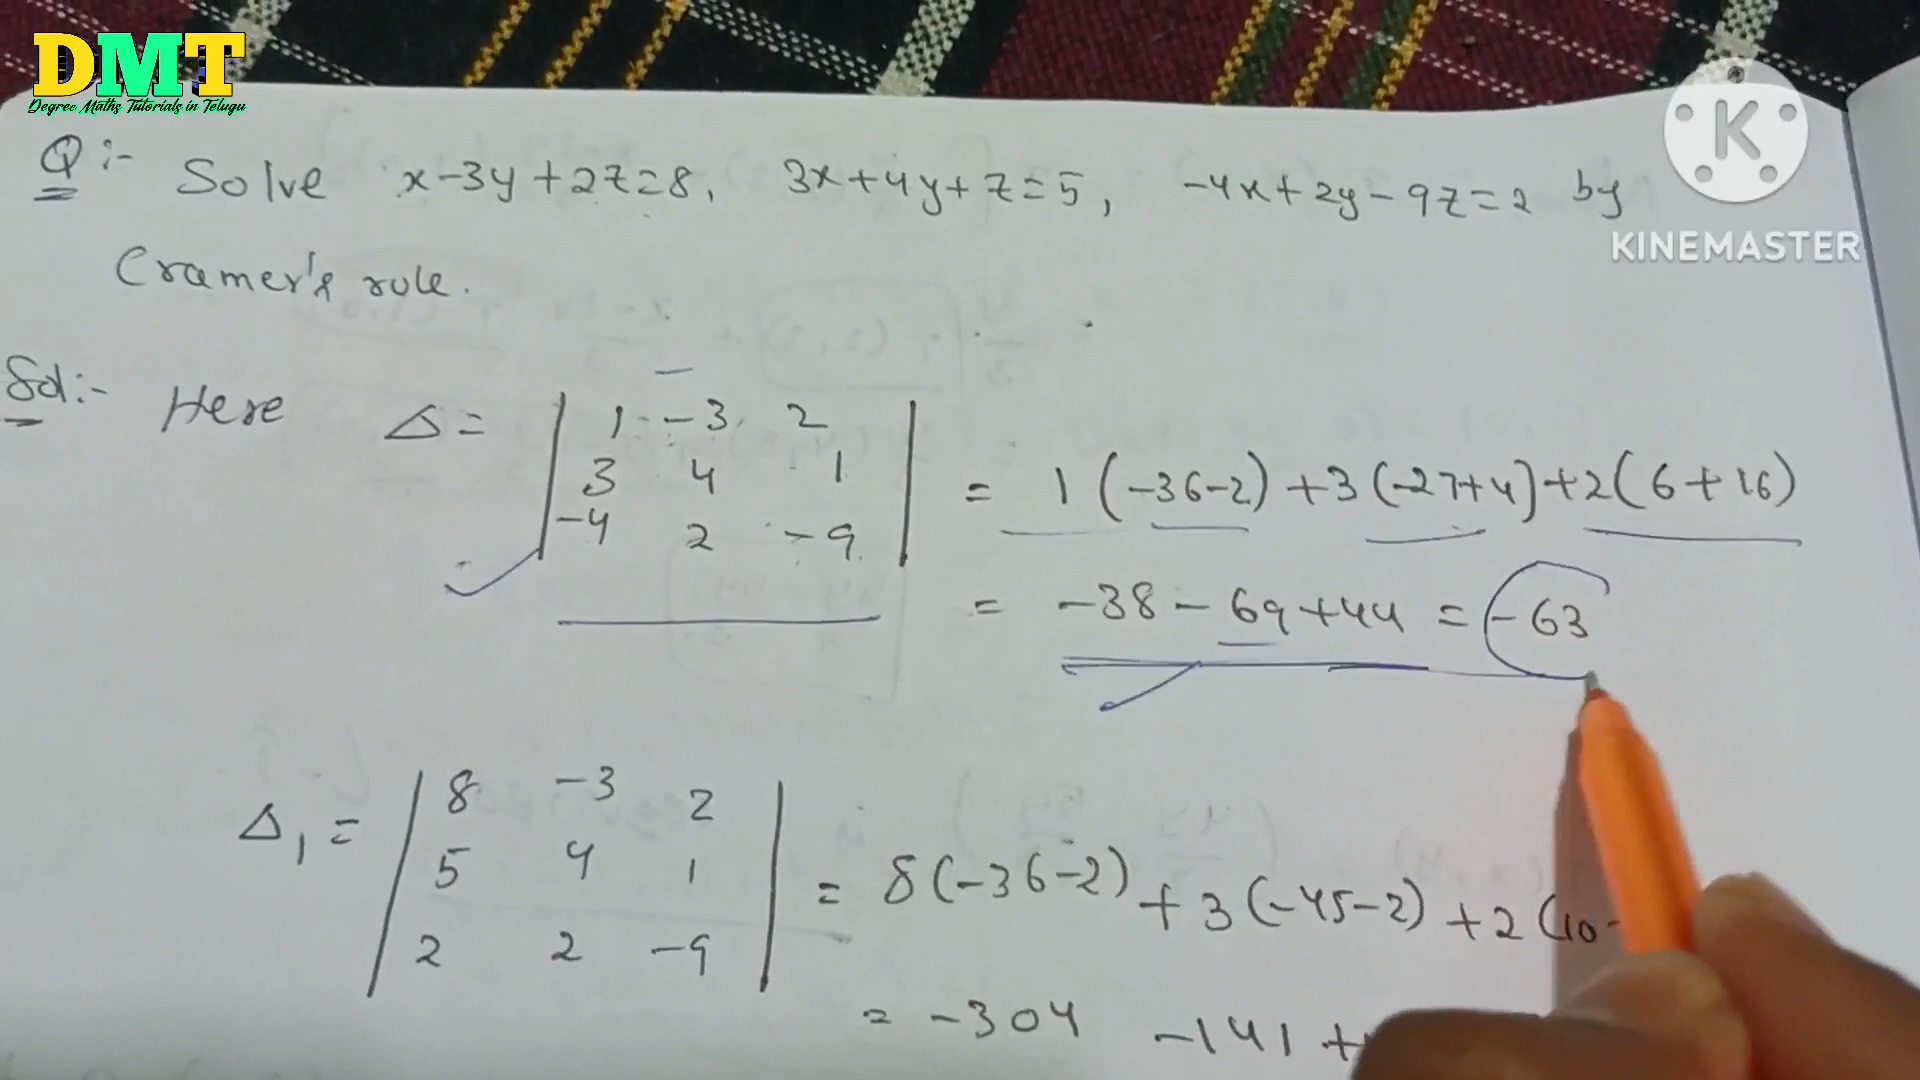 DMT
Degree Maths Tutorials in Telugu
K
KINEMASTER
Q:- Solve x-3y+2z=8, 3x+4y+z=5, -4x+2y-9z=2 by
Cramer's rule.
Sol:- Here Δ = | 1 -3 2 |
| 3 4 1 | = 1(-36-2)+3(-27+4)+2(6+16)
| -4 2 -9 |
= -38-69+44 = -63
Δ1 = | 8 -3 2 |
| 5 4 1 | = 8(-36-2)+3(-45-2)+2(10-
| 2 2 -9 |
= -304 -141 +